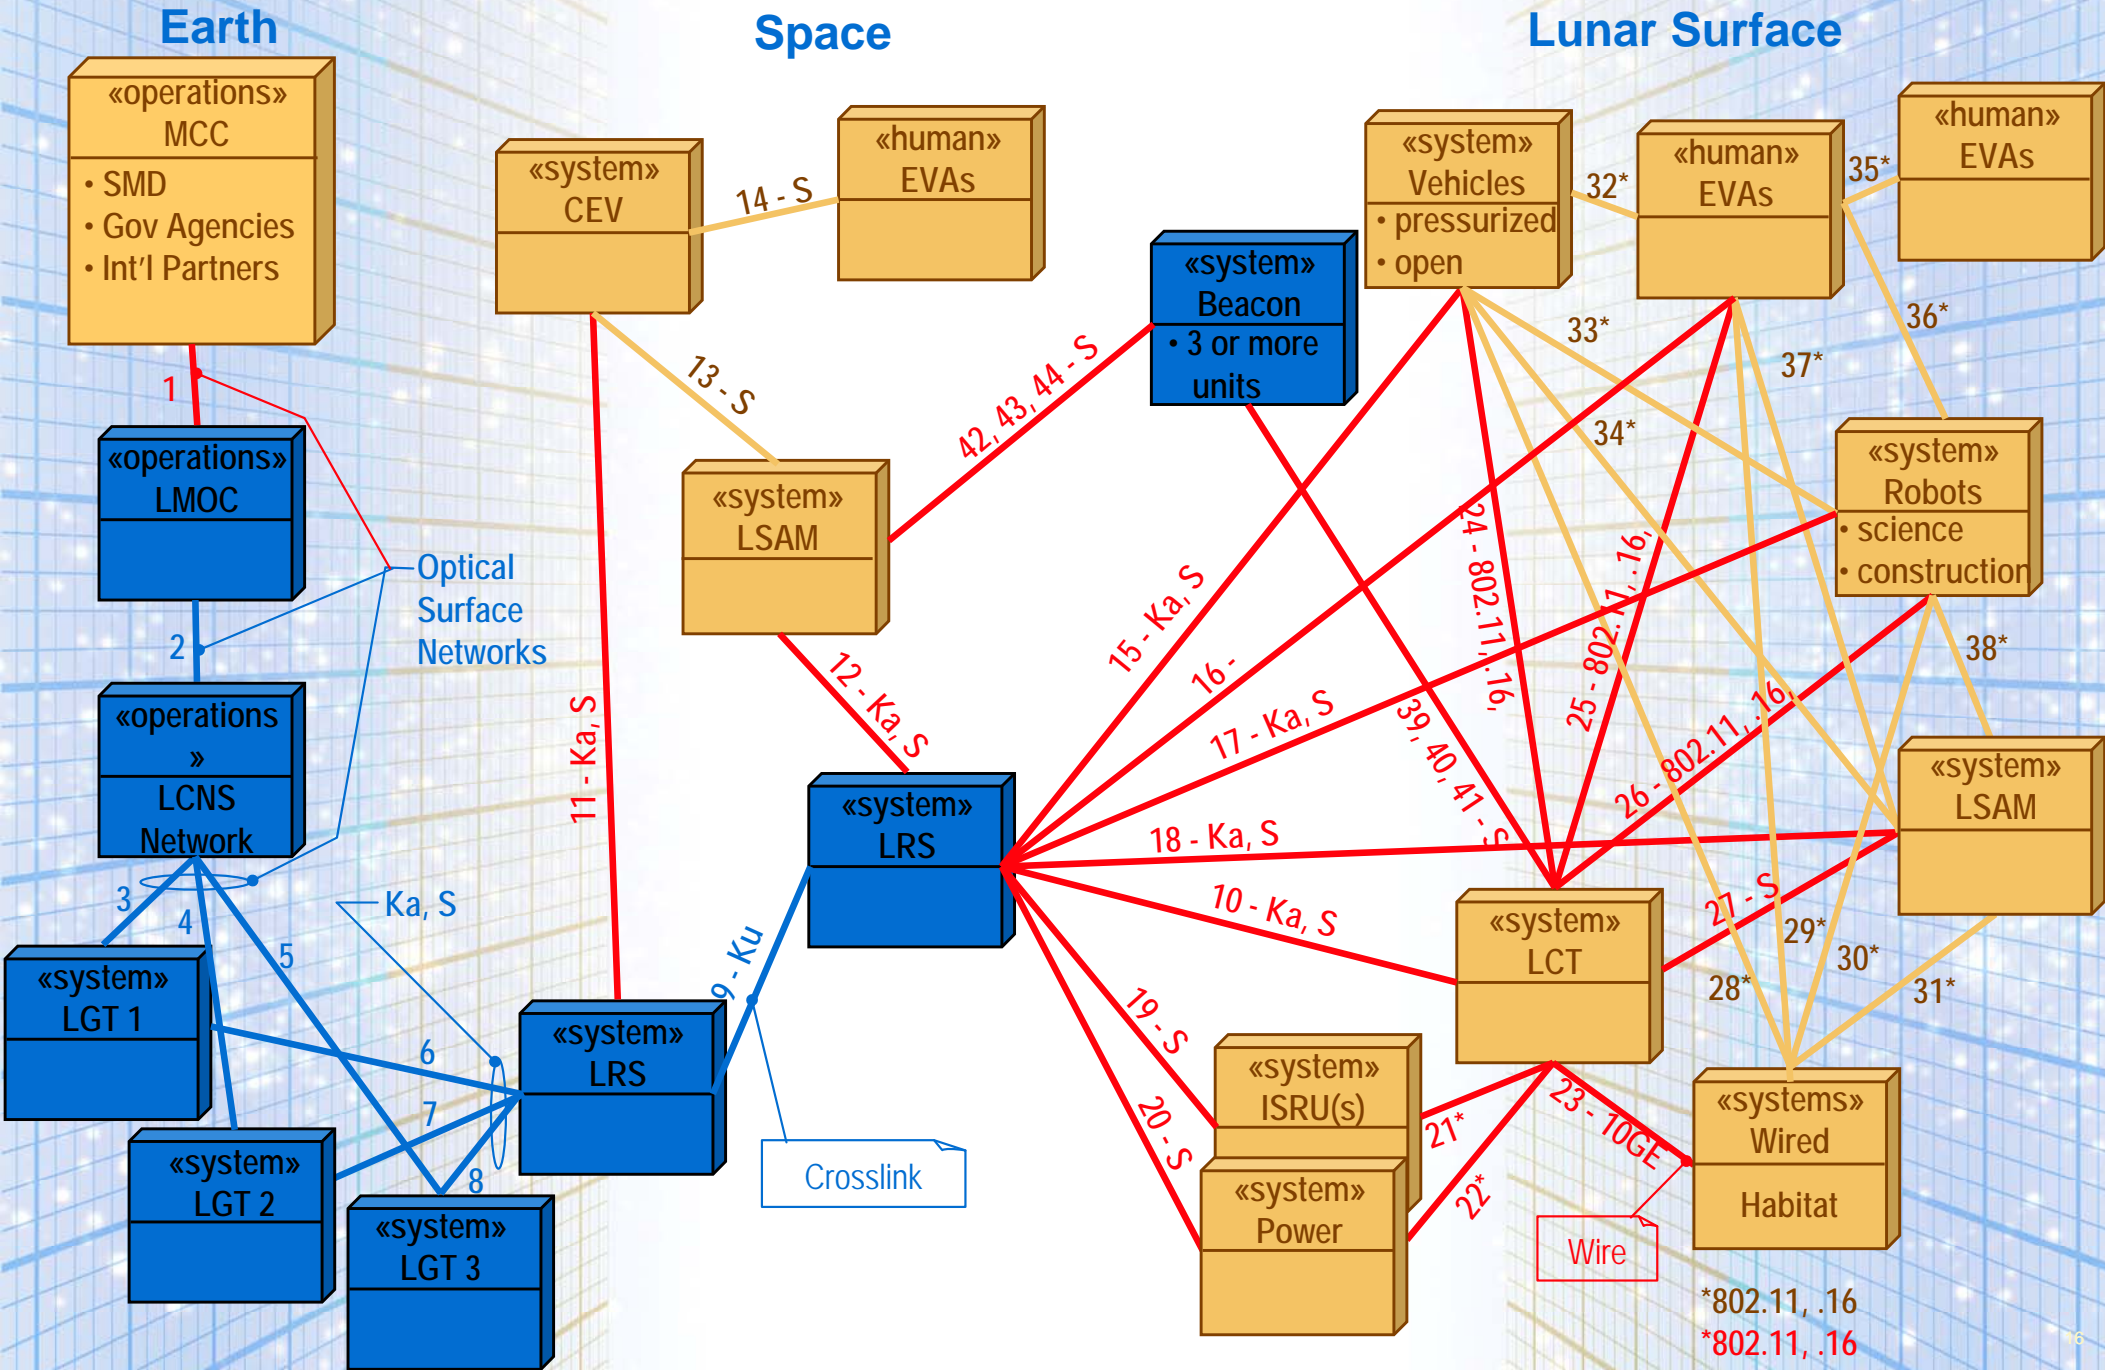 Earth
Space
Lunar Surface
«operations»
MCC
• SMD
• Gov Agencies
• Int'l Partners
1
«operations»
LMOC
2
Optical
Surface
Networks
«operations
»
LCNS
Network
3
4
5
Ka, S
«system»
LGT 1
«system»
LGT 2
«system»
LGT 3
6
7
8
«system»
LRS
9 - Ku
Crosslink
«system»
CEV
14 - S
«human»
EVAs
13 - S
11 - Ka, S
«system»
LSAM
12 - Ka, S
42, 43, 44 - S
«system»
Beacon
• 3 or more
units
«system»
LRS
15 - Ka, S
16 -
17 - Ka, S
18 - Ka, S
10 - Ka, S
19 - S
20 - S
39, 40, 41 - S
«system»
Vehicles
• pressurized
• open
32*
«human»
EVAs
35*
«human»
EVAs
33*
34*
36*
37*
24 - 802.11, .16,
25 - 802.11, .16,
26 - 802.11, .16,
«system»
Robots
• science
• construction
38*
«system»
LSAM
27 - S
«system»
LCT
28*
29*
30*
31*
«system»
ISRU(s)
«system»
Power
21*
22*
23 - 10GE
Wire
«systems»
Wired
Habitat
*802.11, .16
*802.11, .16
16